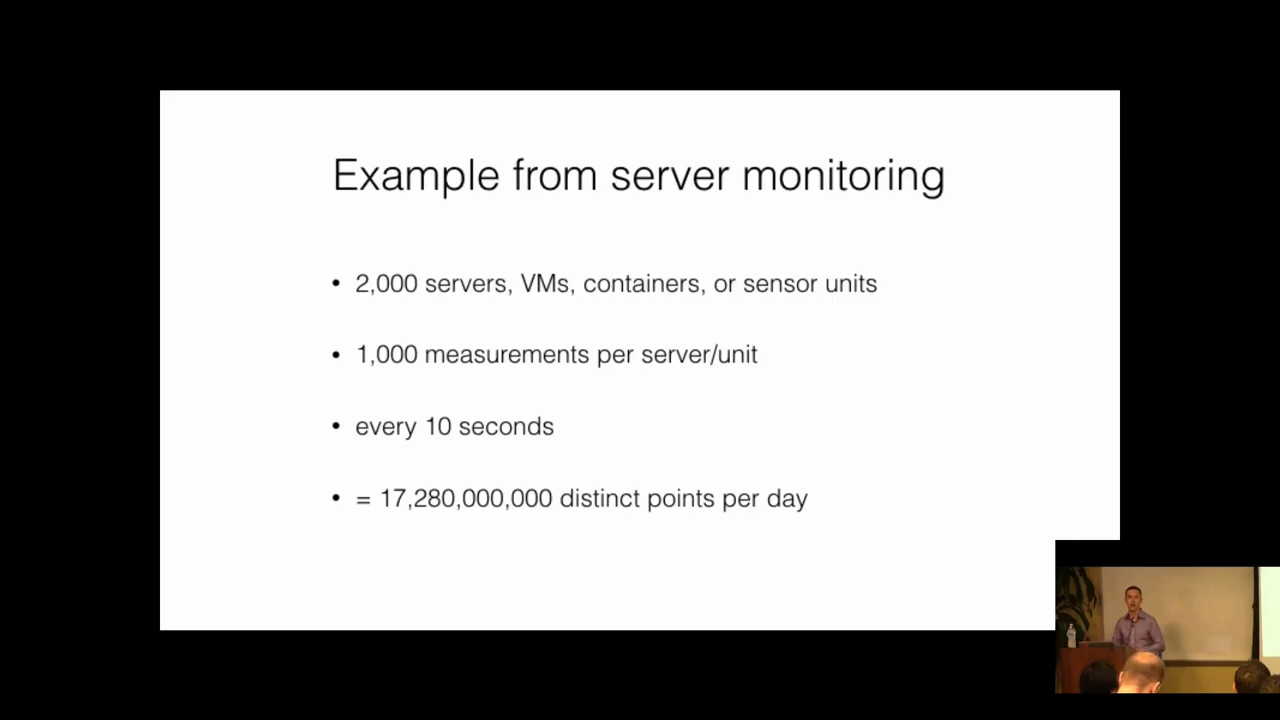 Example from server monitoring
• 2,000 servers, VMs, containers, or sensor units
• 1,000 measurements per server/unit
• every 10 seconds
• = 17,280,000,000 distinct points per day